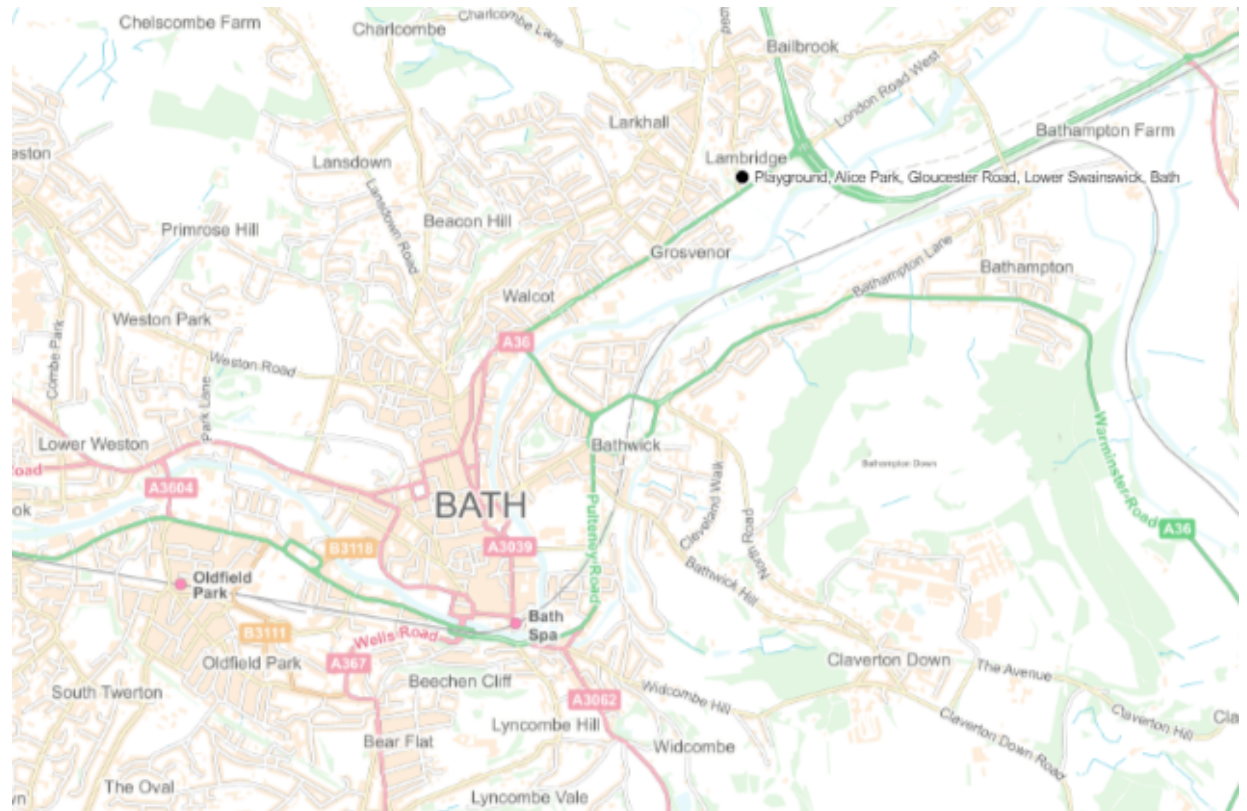 Chelscombe Farm
Charlcombe
Charlcombe Lane
Bailbrook
London Road West
Larkhall
Bathampton Farm
Lansdown
Lambridge
Playground, Alice Park, Gloucester Road, Lower Swainswick, Bath
Lansdown Road
Beacon Hill
Primrose Hill
Grosvenor
Bathampton Lane
Bathampton
Walcot
Weston Park
Combe Park
A36
Weston Road
Park Lane
Lower Weston
Bathwick
Warminster Road
Bathampton Down
Road
A3604
BATH
Cleveland Walk
Pulteney Road
North Road
A36
A3039
B3118
Bathwick Hill
Oldfield
Park
Bath
Spa
B3111
Wells Road
Oldfield Park
A367
Claverton Down
The Avenue
Beechen Cliff
South Twerton
Widcombe Hill
A3062
Claverton Hill
Lyncombe Hill
Claverton Down Road
Bear Flat
Widcombe
The Oval
Lyncombe Vale